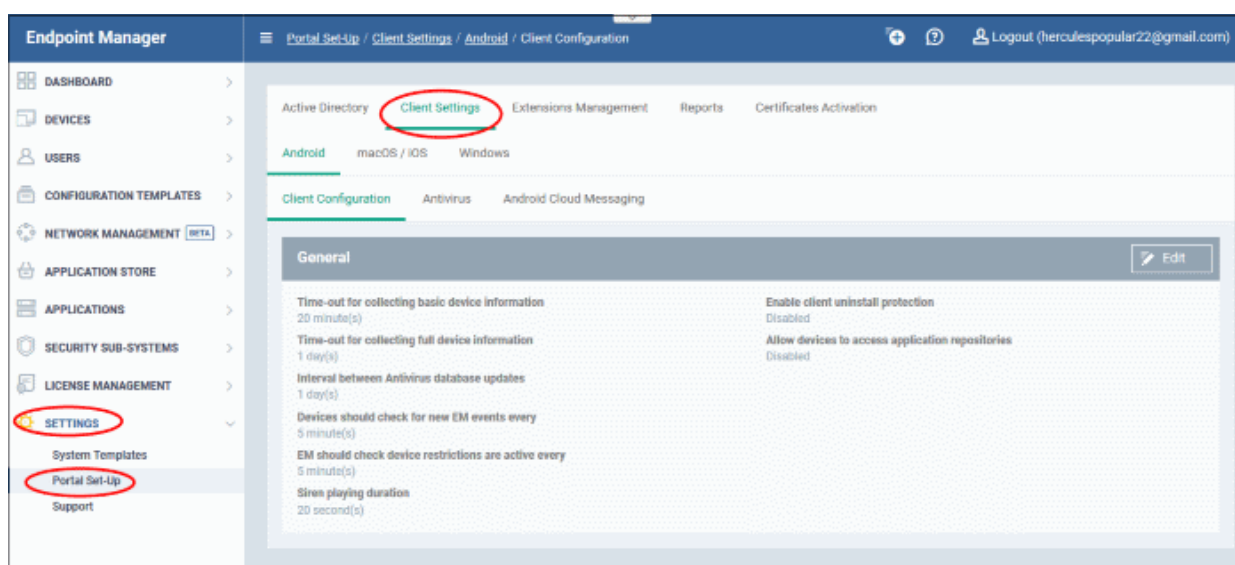 Endpoint Manager
Portal Set-Up / Client Settings / Android / Client Configuration
Logout (herculespopular22@gmail.com)
DASHBOARD
DEVICES
USERS
CONFIGURATION TEMPLATES
NETWORK MANAGEMENT BETA
APPLICATION STORE
APPLICATIONS
SECURITY SUB-SYSTEMS
LICENSE MANAGEMENT
SETTINGS
System Templates
Portal Set-Up
Support
Active Directory Client Settings Extensions Management Reports Certificates Activation
Android macOS / iOS Windows
Client Configuration Antivirus Android Cloud Messaging
General
Edit
Time-out for collecting basic device information
20 minute(s)
Time-out for collecting full device information
1 day(s)
Interval between Antivirus database updates
1 day(s)
Devices should check for new EM events every
5 minute(s)
EM should check device restrictions are active every
5 minute(s)
Siren playing duration
20 second(s)
Enable client uninstall protection
Disabled
Allow devices to access application repositories
Disabled